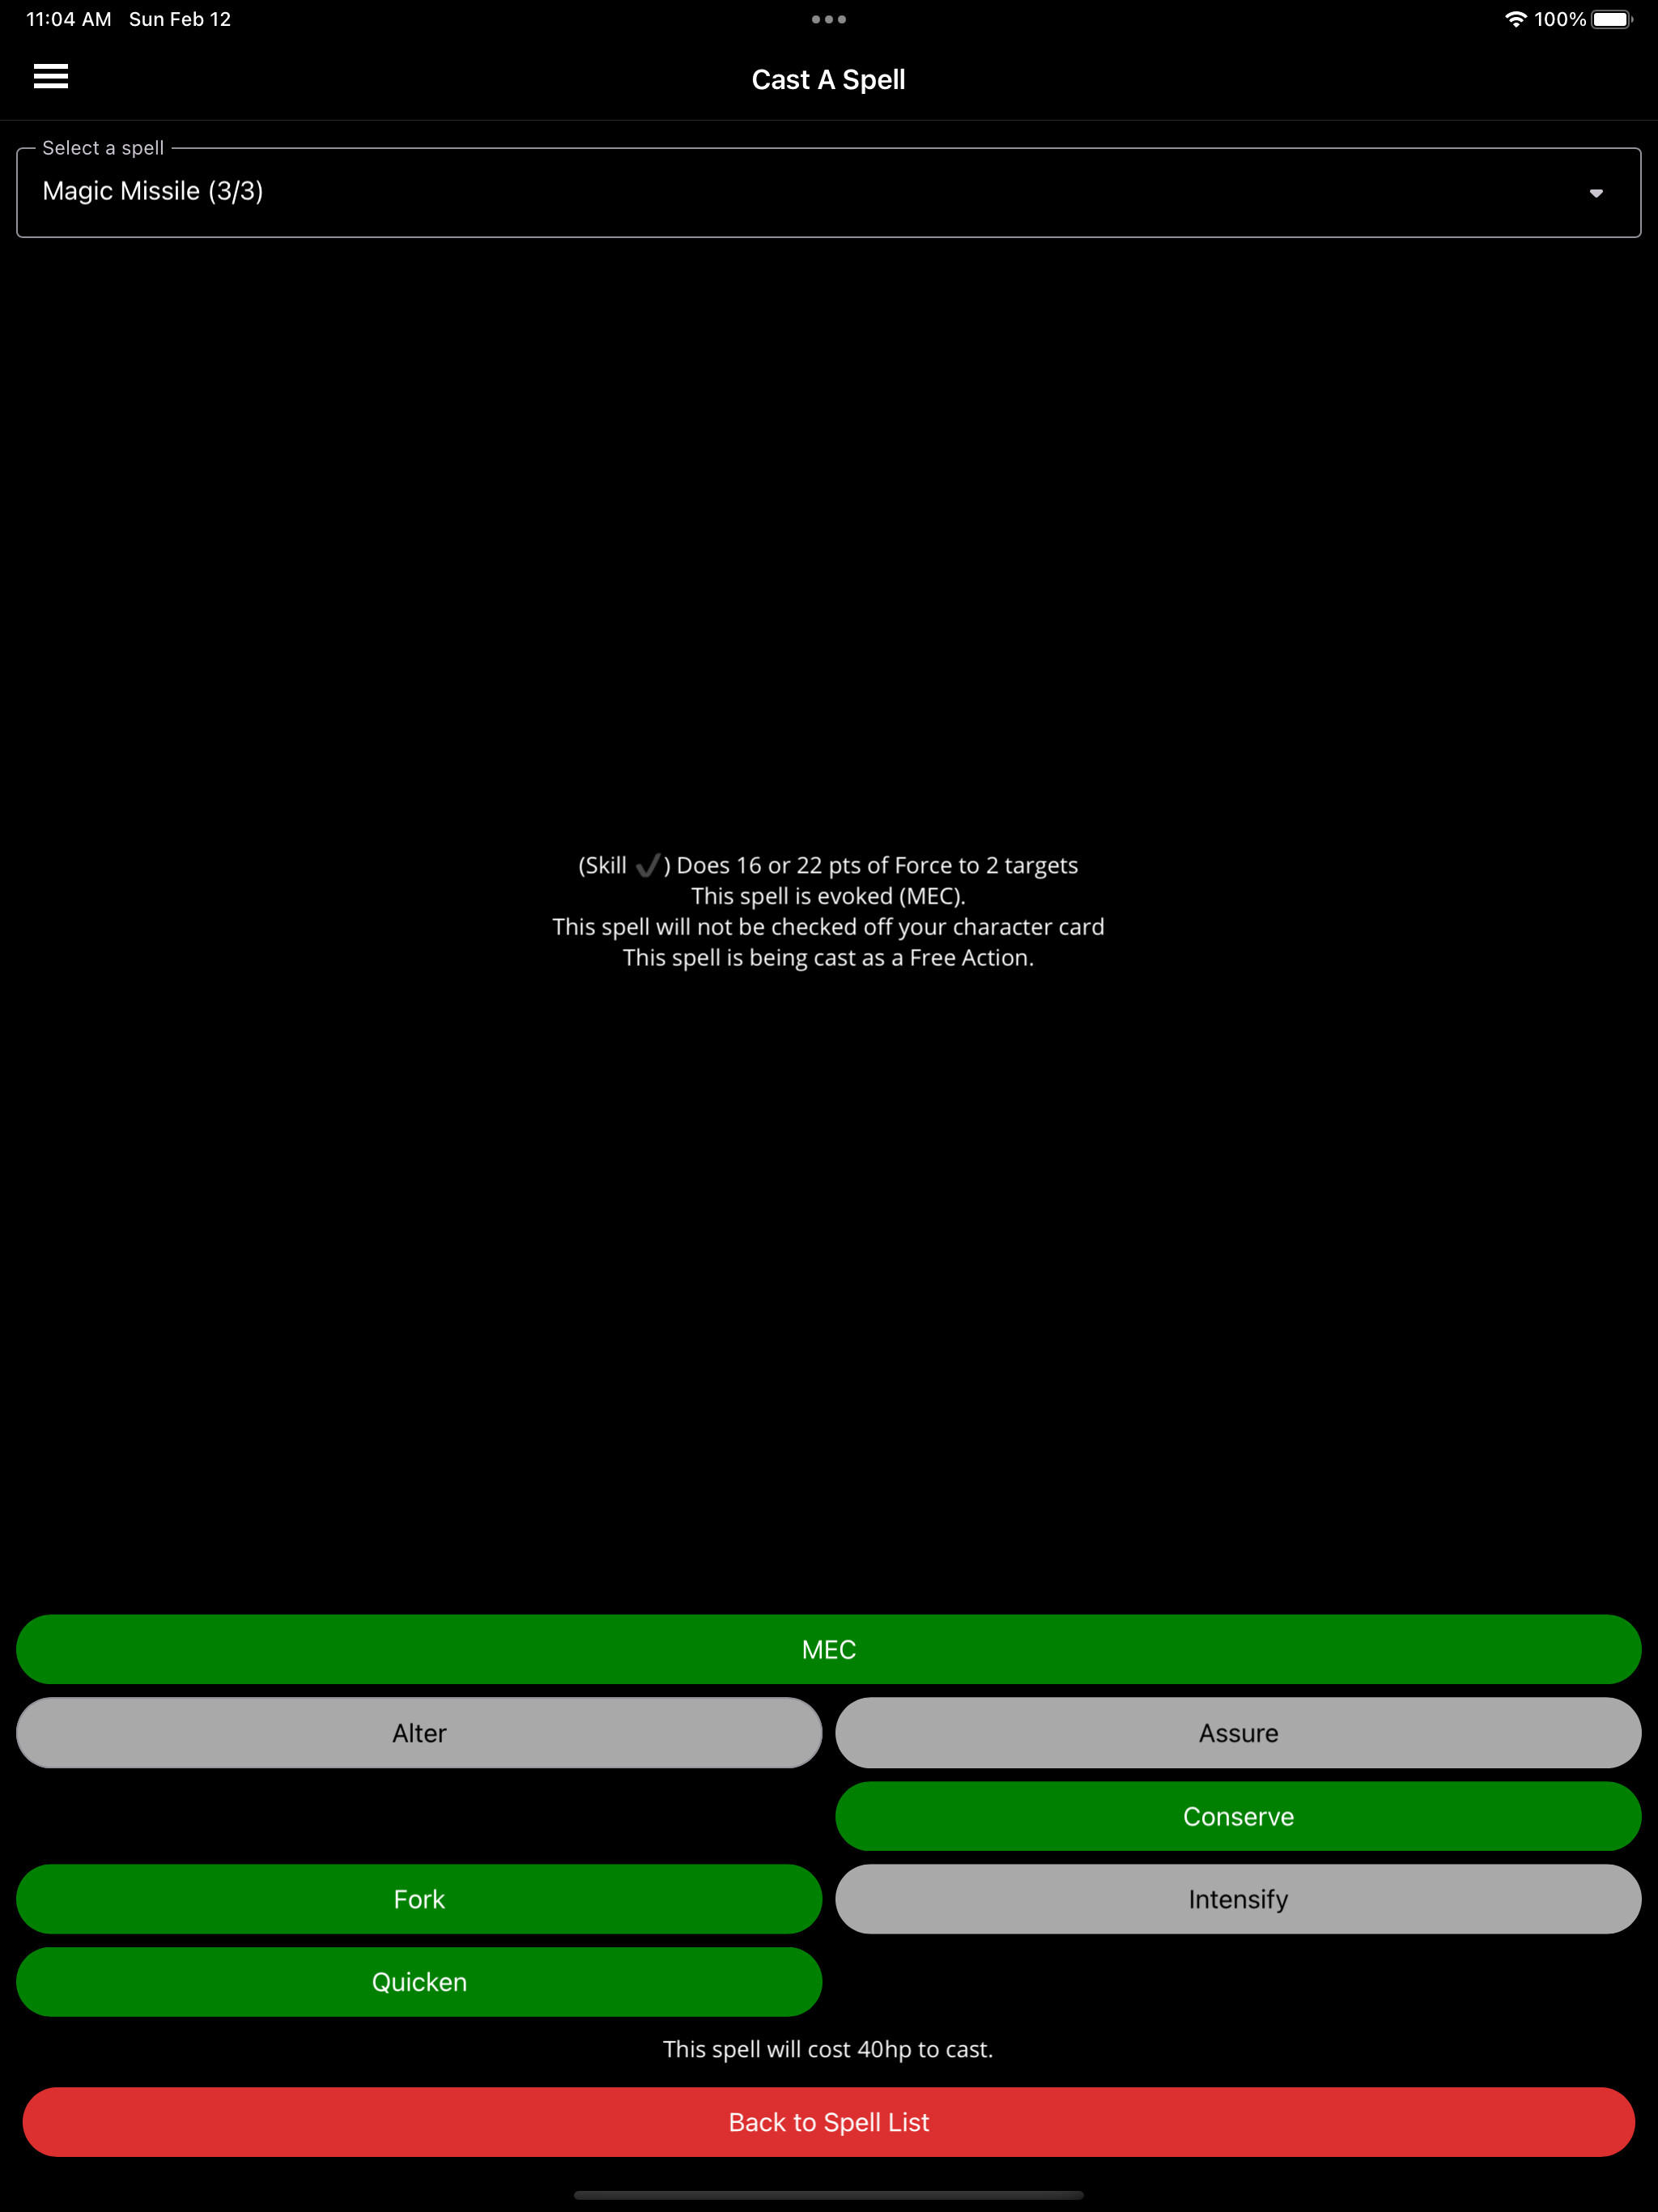 11:04 AM Sun Feb 12 100%
Cast A Spell
Select a spell
Magic Missile (3/3)
(Skill ✔) Does 16 or 22 pts of Force to 2 targets
This spell is evoked (MEC).
This spell will not be checked off your character card
This spell is being cast as a Free Action.
MEC
Alter Assure
Conserve
Fork Intensify
Quicken
This spell will cost 40hp to cast.
Back to Spell List